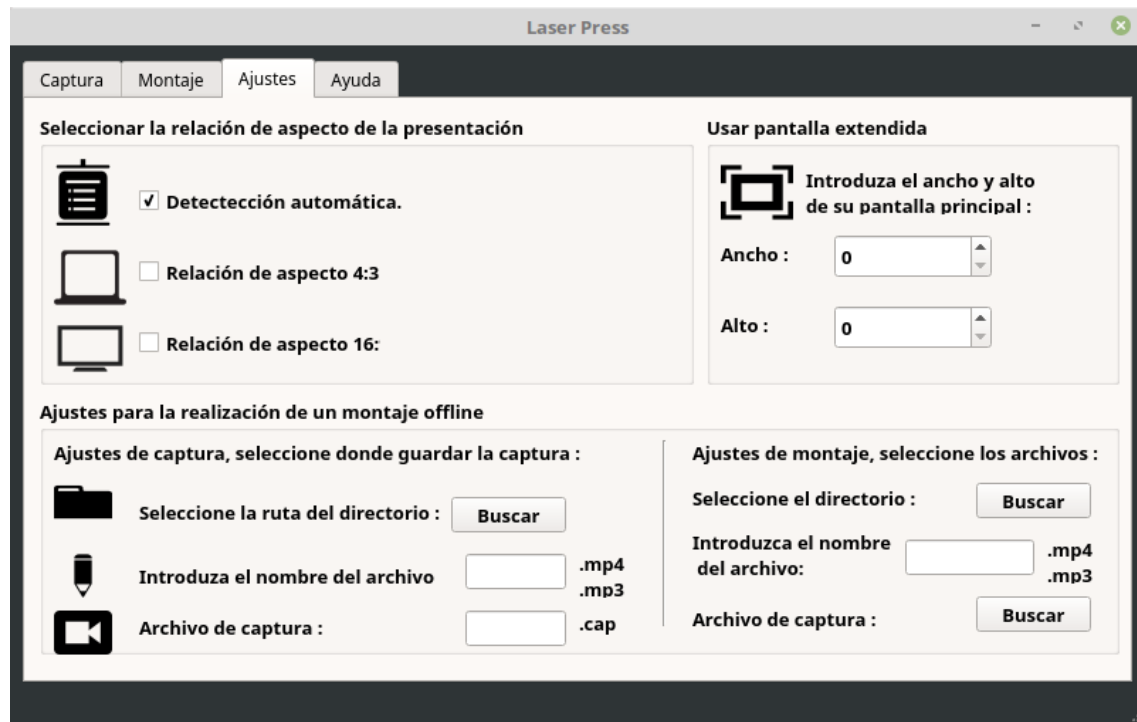 Laser Press
Captura Montaje Ajustes Ayuda
Seleccionar la relación de aspecto de la presentación
Detectección automática.
Relación de aspecto 4:3
Relación de aspecto 16:
Usar pantalla extendida
Introduza el ancho y alto
de su pantalla principal :
Ancho : 0
Alto : 0
Ajustes para la realización de un montaje offline
Ajustes de captura, seleccione donde guardar la captura :
Seleccione la ruta del directorio : Buscar
Introduza el nombre del archivo .mp4
.mp3
Archivo de captura : .cap
Ajustes de montaje, seleccione los archivos :
Seleccione el directorio : Buscar
Introduzca el nombre .mp4
del archivo: .mp3
Archivo de captura : Buscar